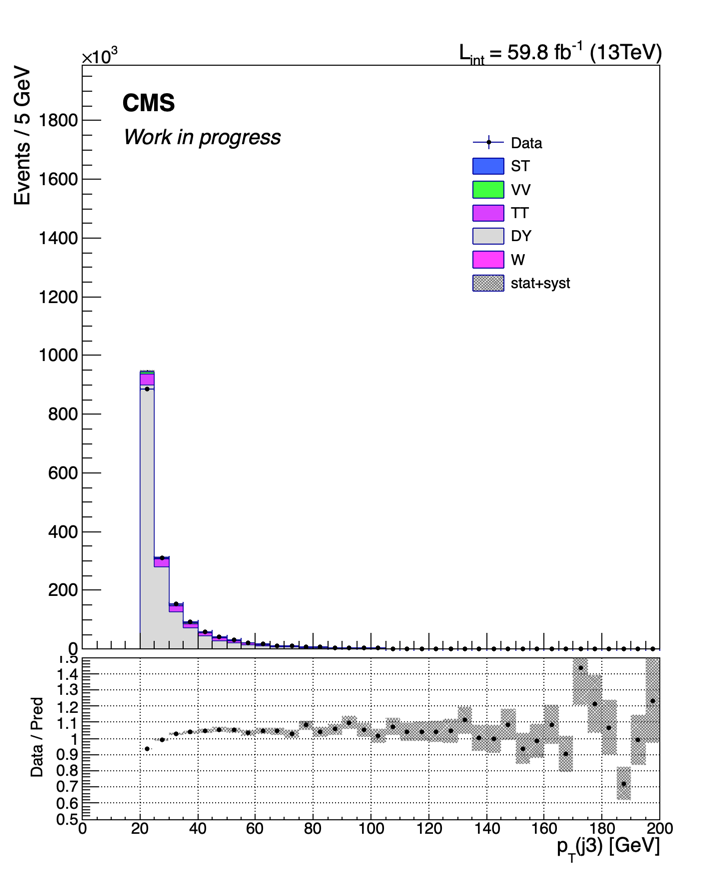 ×10³
L_int = 59.8 fb⁻¹ (13TeV)
Events / 5 GeV
CMS
Work in progress
Data
ST
VV
TT
DY
W
stat+syst
1800
1600
1400
1200
1000
800
600
400
200
0
Data / Pred
1.5
1.4
1.3
1.2
1.1
1
0.9
0.8
0.7
0.6
0.5
0 20 40 60 80 100 120 140 160 180 200
p_T(j3) [GeV]